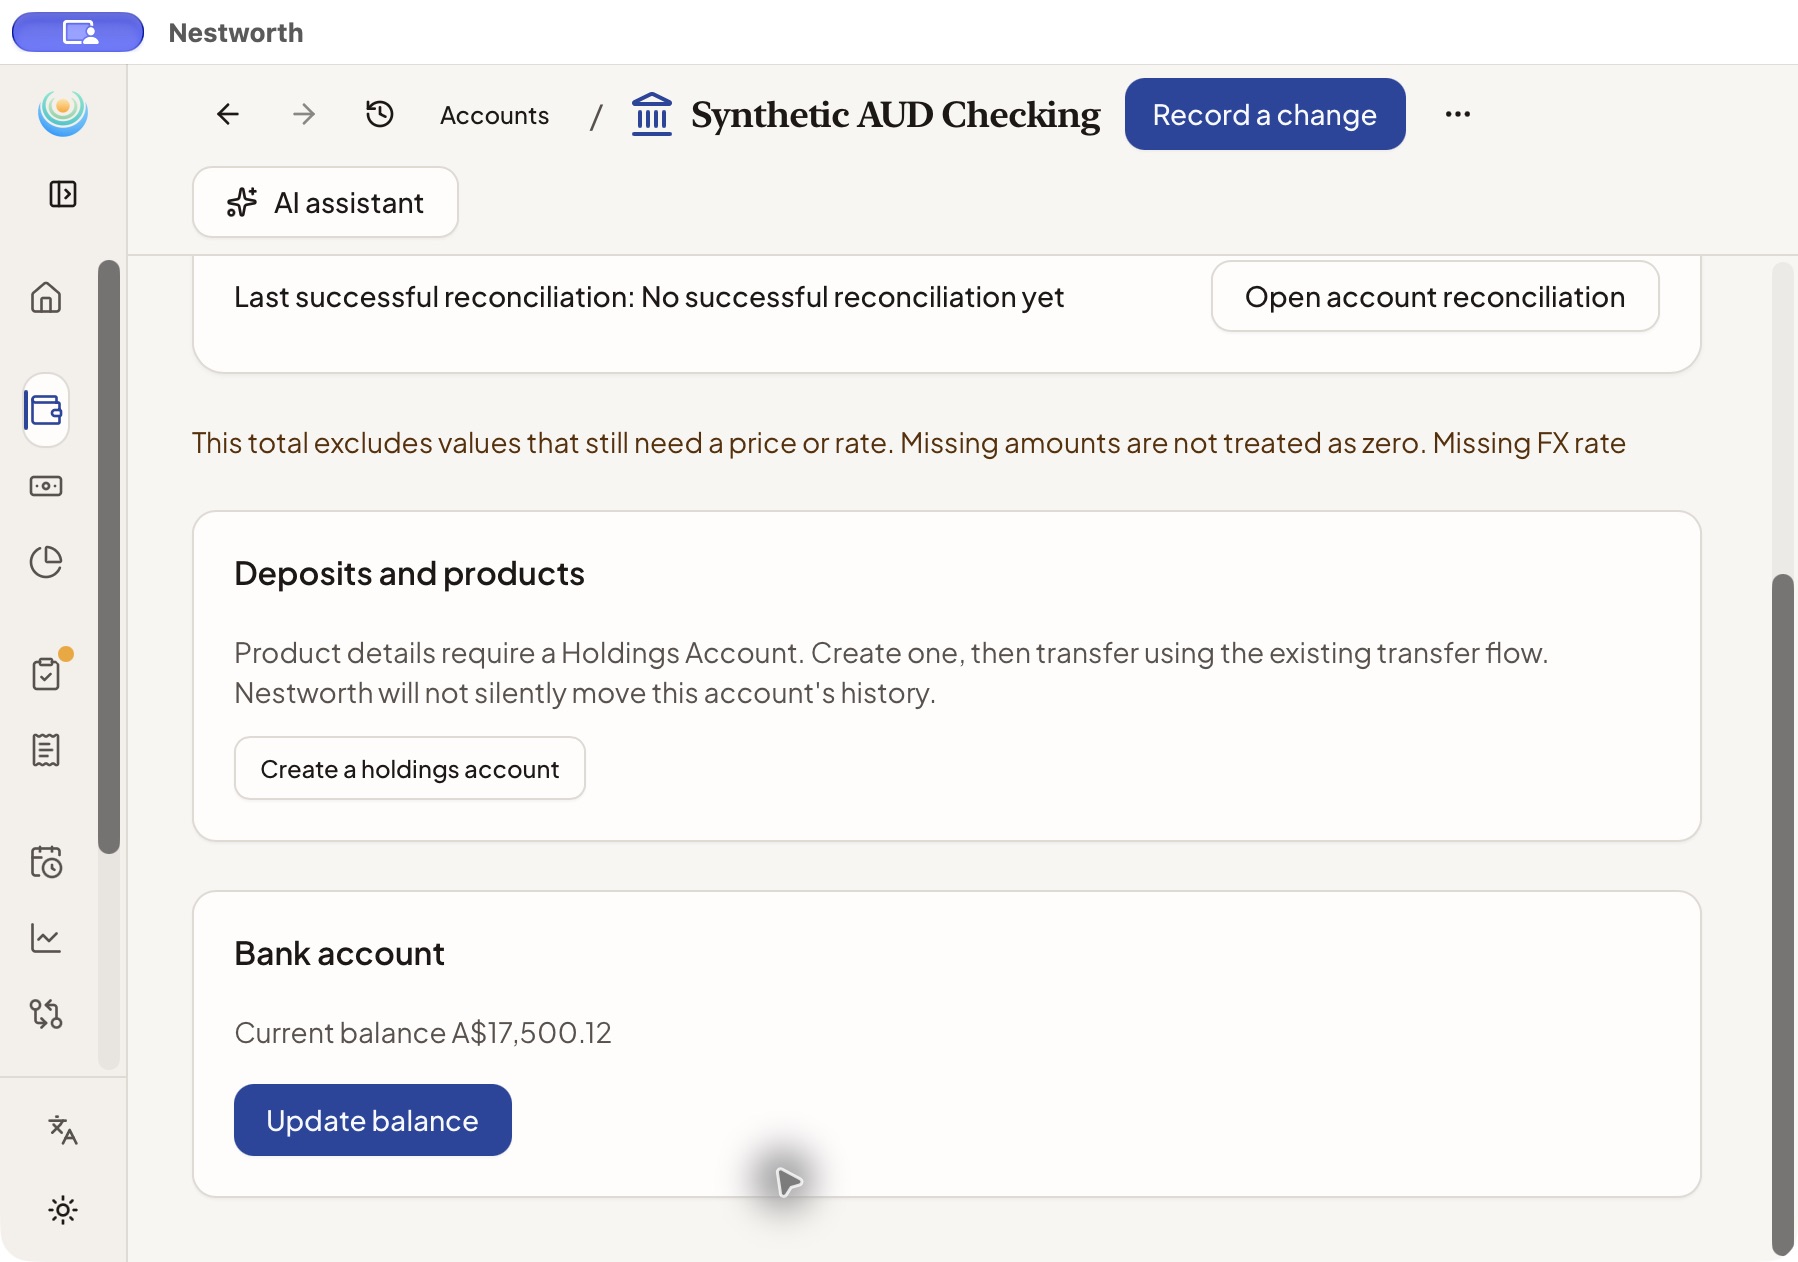 Nestworth
Accounts / Synthetic AUD Checking
Record a change
AI assistant
Last successful reconciliation: No successful reconciliation yet
Open account reconciliation
This total excludes values that still need a price or rate. Missing amounts are not treated as zero. Missing FX rate
Deposits and products
Product details require a Holdings Account. Create one, then transfer using the existing transfer flow.
Nestworth will not silently move this account's history.
Create a holdings account
Bank account
Current balance A$17,500.12
Update balance